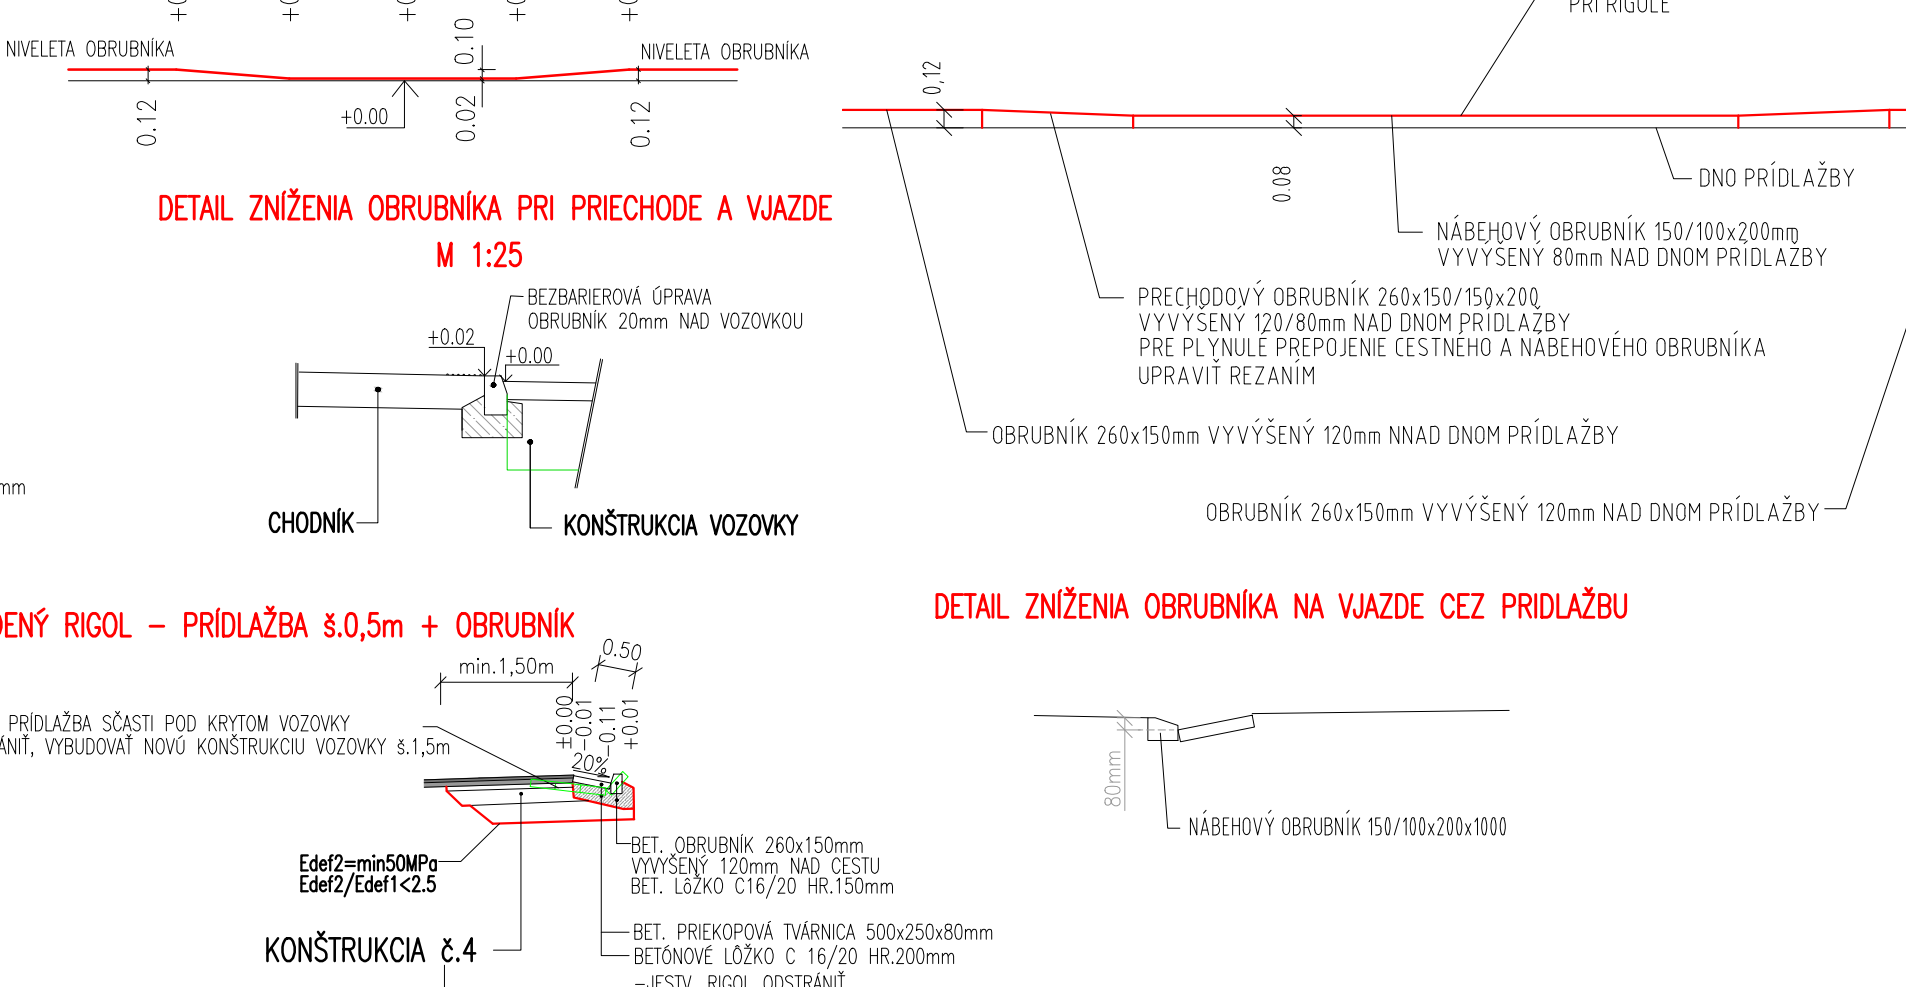 NIVELETA OBRUBNÍKA
0.10
NIVELETA OBRUBNÍKA
0.12
+0.00
0.02
0.12
DETAIL ZNÍŽENIA OBRUBNÍKA PRI PRIECHODE A VJAZDE
M 1:25
BEZBARIEROVÁ ÚPRAVA
OBRUBNÍK 20mm NAD VOZOVKOU
+0.02
+0.00
CHODNÍK
KONŠTRUKCIA VOZOVKY
mm
PRI RIGOLE
0,12
0.08
DNO PRÍDLAŽBY
NÁBEHOVÝ OBRUBNÍK 150/100x200mm
VYVÝŠENÝ 80mm NAD DNOM PRÍDLAŽBY
PRECHODOVÝ OBRUBNÍK 260x150/150x200
VYVÝŠENÝ 120/80mm NAD DNOM PRÍDLAŽBY
PRE PLYNULÉ PREPOJENIE CESTNÉHO A NÁBEHOVÉHO OBRUBNÍKA
UPRAVIŤ REZANÍM
OBRUBNÍK 260x150mm VYVÝŠENÝ 120mm NNAD DNOM PRÍDLAŽBY
OBRUBNÍK 260x150mm VYVÝŠENÝ 120mm NAD DNOM PRÍDLAŽBY
DETAIL ZNÍŽENIA OBRUBNÍKA NA VJAZDE CEZ PRIDLAŽBU
80mm
NÁBEHOVÝ OBRUBNÍK 150/100x200x1000
DENÝ RIGOL – PRÍDLAŽBA š.0,5m + OBRUBNÍK
min.1,50m
0.50
±0.00
-0.01
-0.11
+0.01
20%
PRÍDLAŽBA SČASTI POD KRYTOM VOZOVKY
ÁNIŤ, VYBUDOVAŤ NOVÚ KONŠTRUKCIU VOZOVKY š.1,5m
Edef2=min50MPa
Edef2/Edef1<2.5
BET. OBRUBNÍK 260x150mm
VYVYŠENÝ 120mm NAD CESTU
BET. LôŽKO C16/20 HR.150mm
KONŠTRUKCIA č.4
BET. PRIEKOPOVÁ TVÁRNICA 500x250x80mm
BETÓNOVÉ LÔŽKO C 16/20 HR.200mm
-JESTV. RIGOL ODSTRÁNIŤ